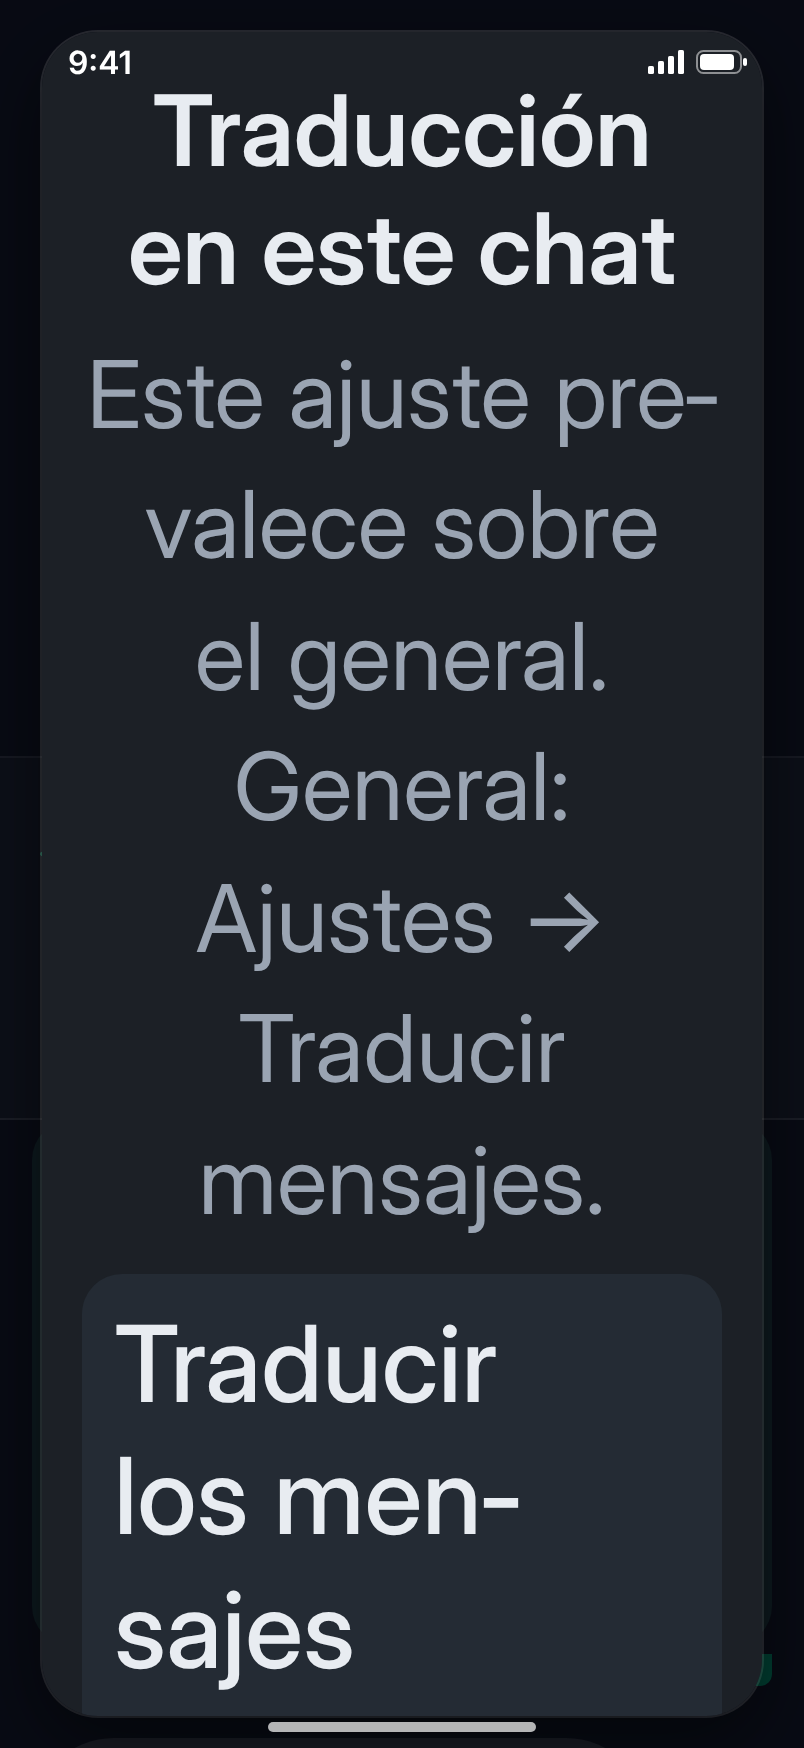 9:41
Traducción
en este chat
Este ajuste pre-
valece sobre
el general.
General:
Ajustes →
Traducir
mensajes.
Traducir
los men-
sajes